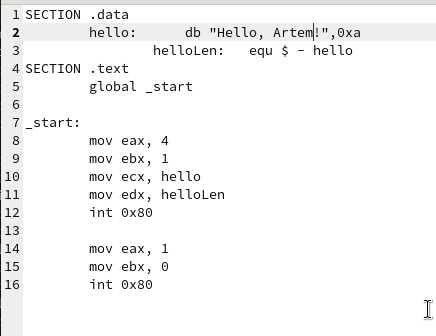 1 SECTION .data
2 hello: db "Hello, Artem!",0xa
3 helloLen: equ $ - hello
4 SECTION .text
5 global _start
6
7 _start:
8 mov eax, 4
9 mov ebx, 1
10 mov ecx, hello
11 mov edx, helloLen
12 int 0x80
13
14 mov eax, 1
15 mov ebx, 0
16 int 0x80